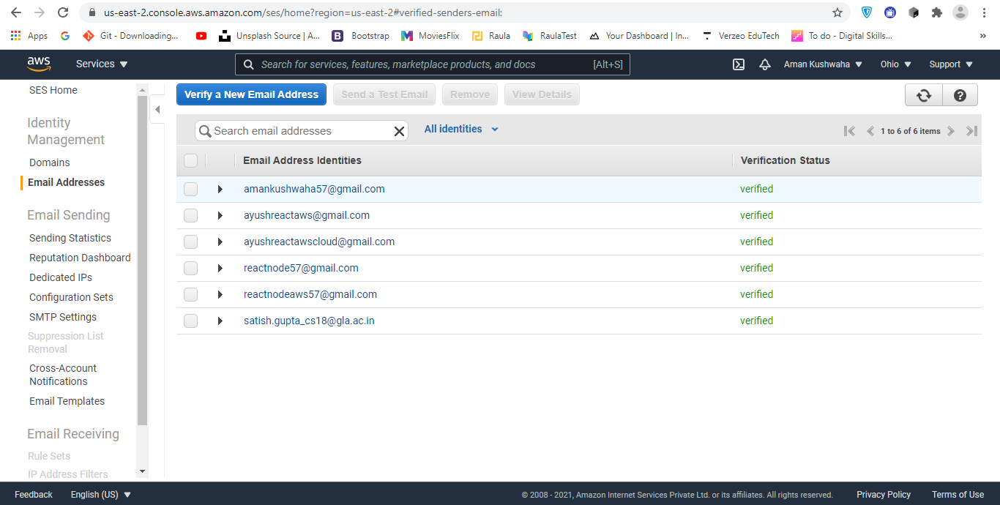 us-east-2.console.aws.amazon.com/ses/home?region=us-east-2#verified-senders-email:
Apps Git - Downloading... Unsplash Source | A... Bootstrap MoviesFlix Raula RaulaTest Your Dashboard | In... Verzeo EduTech To do - Digital Skills... »
aws Services Search for services, features, marketplace products, and docs [Alt+S] Aman Kushwaha Ohio Support
SES Home
Identity
Management
Domains
Email Addresses
Email Sending
Sending Statistics
Reputation Dashboard
Dedicated IPs
Configuration Sets
SMTP Settings
Suppression List
Removal
Cross-Account
Notifications
Email Templates
Email Receiving
Rule Sets
IP Address Filters
Verify a New Email Address Send a Test Email Remove View Details
Search email addresses All identities 1 to 6 of 6 items
Email Address Identities Verification Status
amankushwaha57@gmail.com verified
ayushreactaws@gmail.com verified
ayushreactawscloud@gmail.com verified
reactnode57@gmail.com verified
reactnodeaws57@gmail.com verified
satish.gupta_cs18@gla.ac.in verified
Feedback English (US) © 2008 - 2021, Amazon Internet Services Private Ltd. or its affiliates. All rights reserved. Privacy Policy Terms of Use